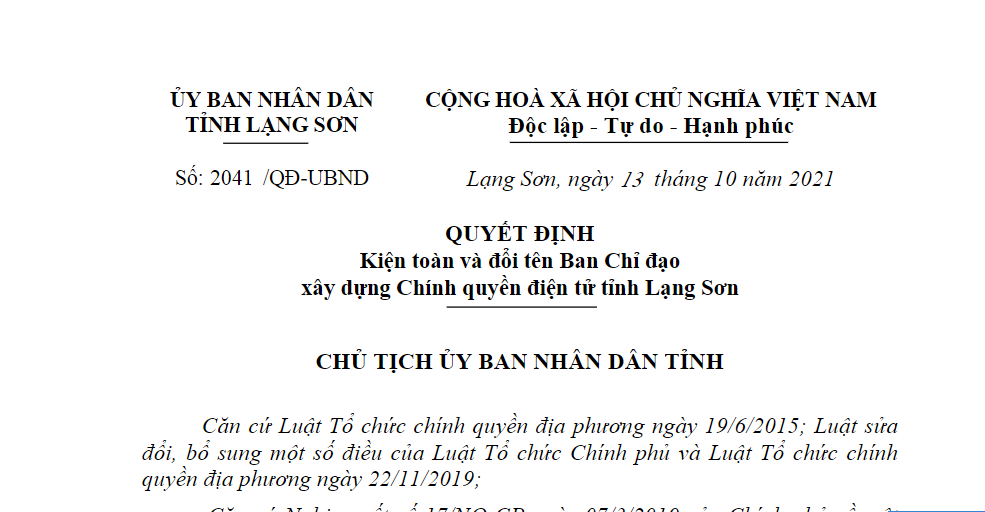 ỦY BAN NHÂN DÂN
TỈNH LẠNG SƠN
CỘNG HOÀ XÃ HỘI CHỦ NGHĨA VIỆT NAM
Độc lập - Tự do - Hạnh phúc
Số: 2041 /QĐ-UBND
Lạng Sơn, ngày 13 tháng 10 năm 2021
QUYẾT ĐỊNH
Kiện toàn và đổi tên Ban Chỉ đạo
xây dựng Chính quyền điện tử tỉnh Lạng Sơn
CHỦ TỊCH ỦY BAN NHÂN DÂN TỈNH
Căn cứ Luật Tổ chức chính quyền địa phương ngày 19/6/2015; Luật sửa
đổi, bổ sung một số điều của Luật Tổ chức Chính phủ và Luật Tổ chức chính
quyền địa phương ngày 22/11/2019;